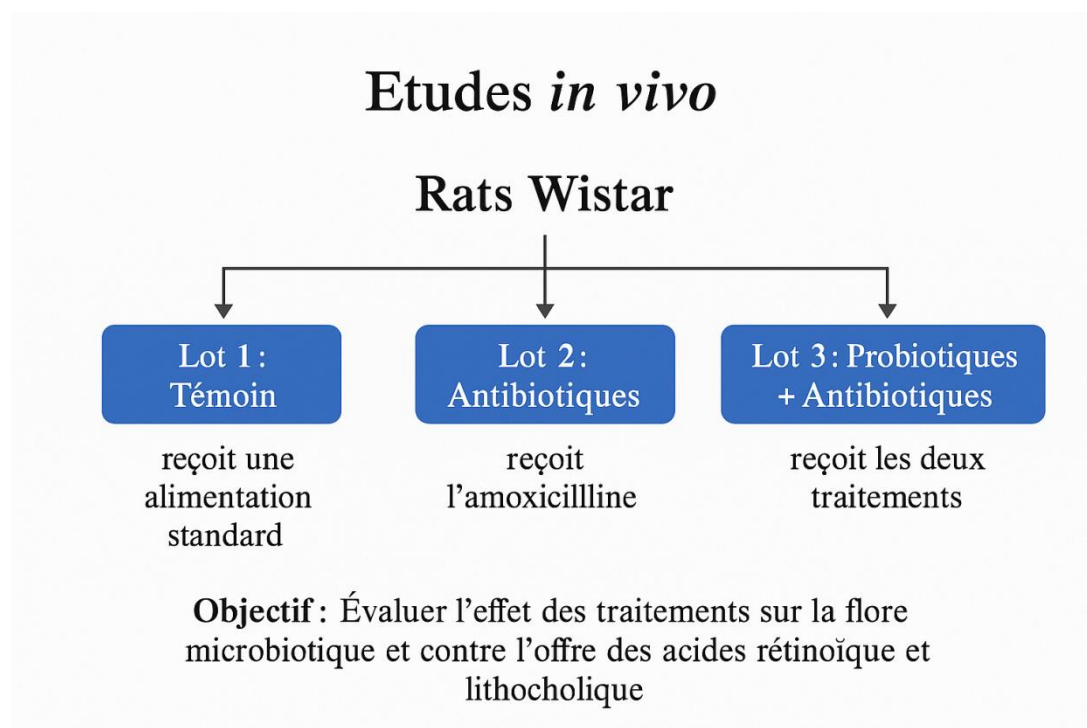 Etudes in vivo
Rats Wistar
Lot 1 :
Témoin
reçoit une
alimentation
standard
Lot 2 :
Antibiotiques
reçoit
l’amoxicillline
Lot 3 : Probiotiques
+ Antibiotiques
reçoit les deux
traitements
Objectif : Évaluer l’effet des traitements sur la flore
microbiotique et contre l’offre des acides rétinoĭque et
lithocholique